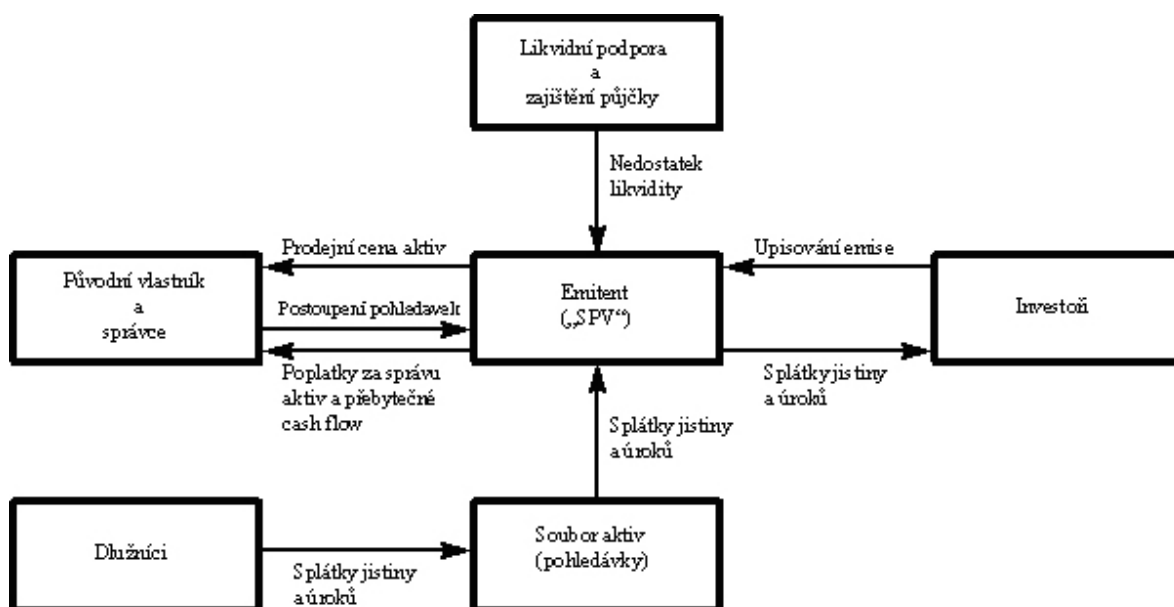 Likvidní podpora
a
zajištění půjčky
Nedostatek
likvidity
Prodejní cena aktiv
Upisování emise
Původní vlastník
a
správce
Postoupení pohledavek
Emitent
(„SPV“)
Investoři
Poplatky za správu
aktiv a přebytečné
cash flow
Splátky jistiny
a úroků
Splátky jistiny
a úroků
Dlužníci
Splátky jistiny
a úroků
Soubor aktiv
(pohledávky)